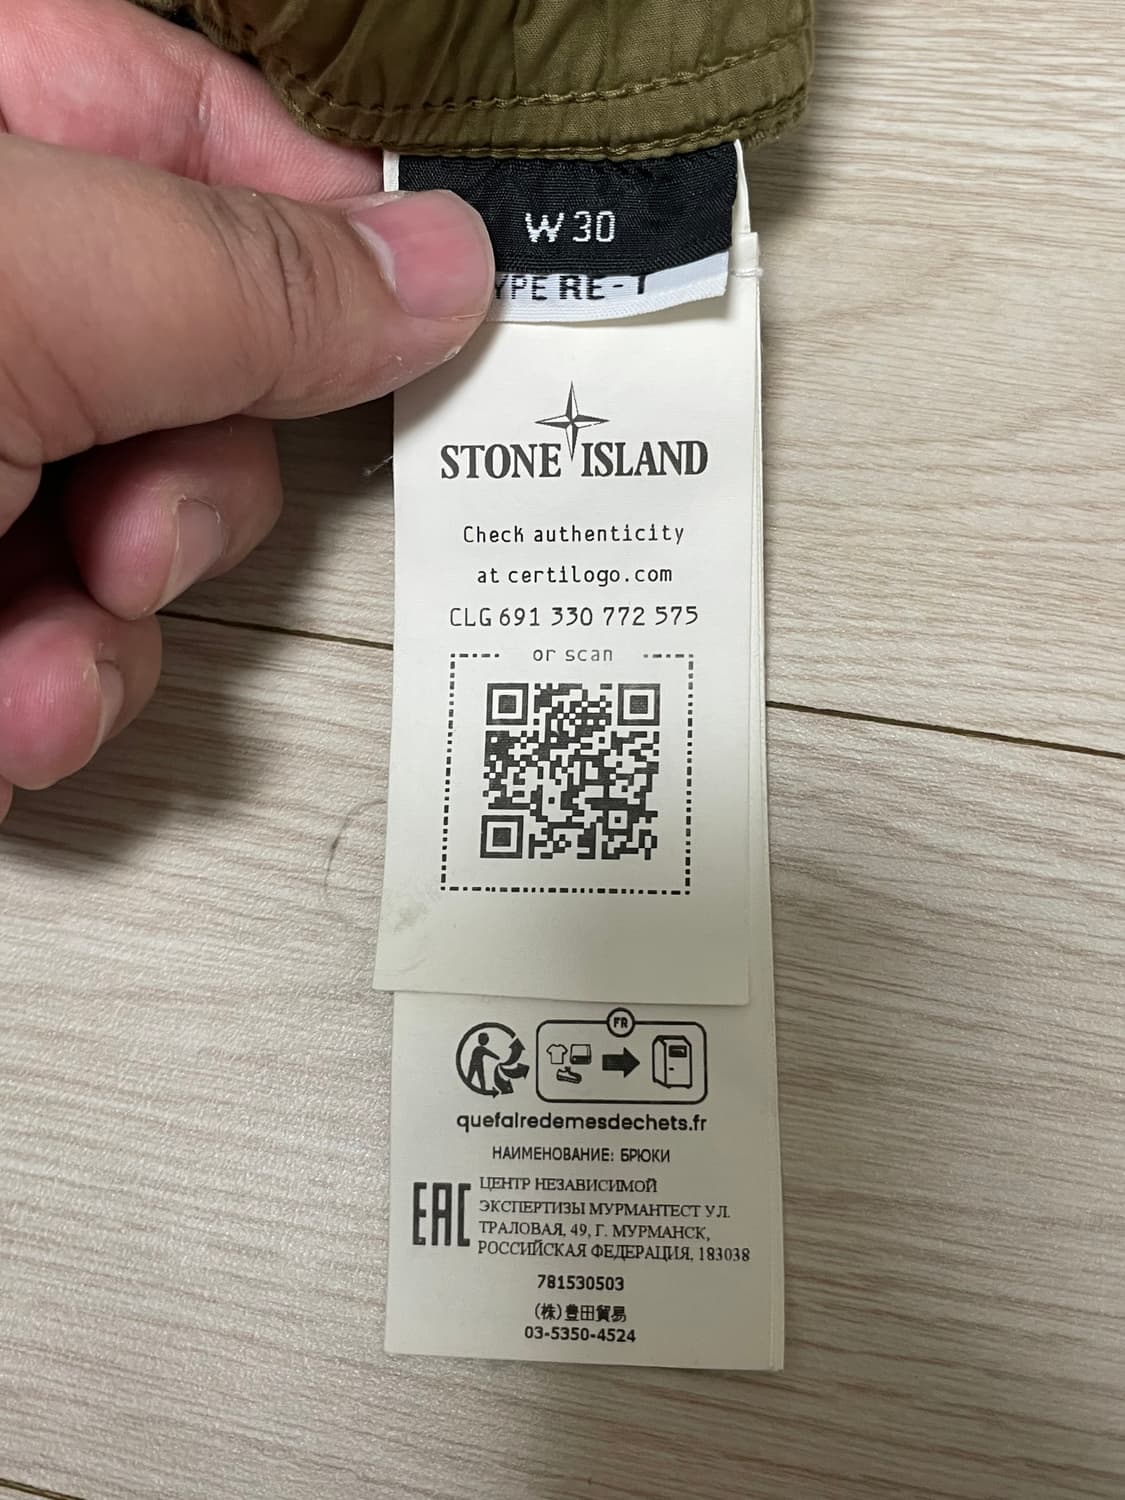 W 30
YPE RE-T
STONE ISLAND
Check authenticity
at certilogo.com
CLG 691 330 772 575
or scan
FR
quefairedemesdechets.fr
НАИМЕНОВАНИЕ: БРЮКИ
EAC
ЦЕНТР НЕЗАВИСИМОЙ
ЭКСПЕРТИЗЫ МУРМАНТЕСТ УЛ.
ТРАЛОВАЯ, 49, Г. МУРМАНСК,
РОССИЙСКАЯ ФЕДЕРАЦИЯ, 183038
781530503
(株)豊田貿易
03-5350-4524